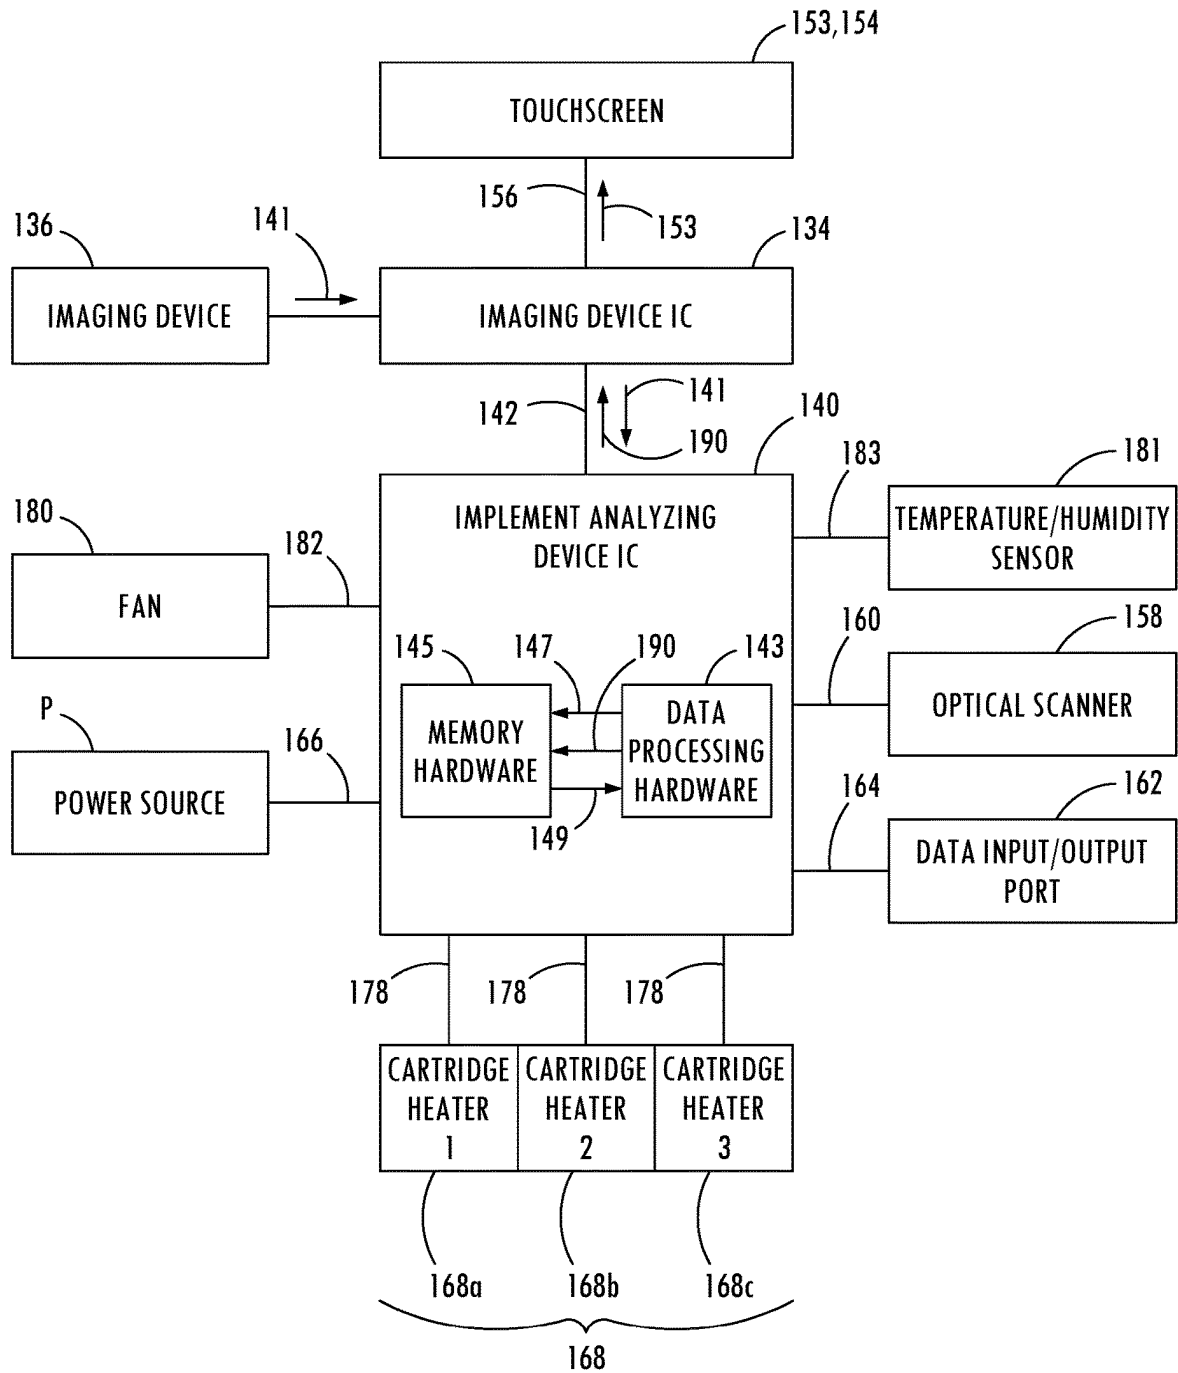 153,154
TOUCHSCREEN
156
153
136
141
134
IMAGING DEVICE
IMAGING DEVICE IC
142
141
190
140
183
181
180
182
IMPLEMENT ANALYZING
DEVICE IC
TEMPERATURE/HUMIDITY
SENSOR
FAN
145
147
190
143
160
158
P
166
MEMORY
HARDWARE
DATA
PROCESSING
HARDWARE
OPTICAL SCANNER
POWER SOURCE
149
164
162
DATA INPUT/OUTPUT
PORT
178
178
178
CARTRIDGE
HEATER
1
CARTRIDGE
HEATER
2
CARTRIDGE
HEATER
3
168a
168b
168c
168